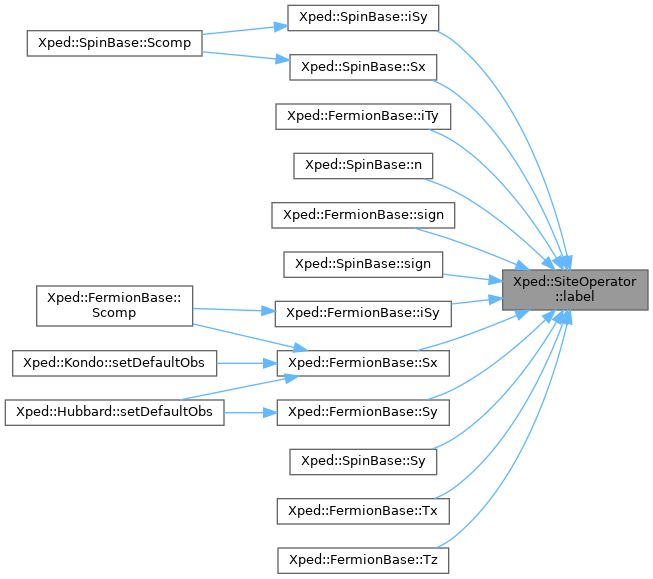 Xped::SpinBase::iSy
Xped::SpinBase::Scomp
Xped::SpinBase::Sx
Xped::FermionBase::iTy
Xped::SpinBase::n
Xped::FermionBase::sign
Xped::SpinBase::sign
Xped::SiteOperator
::label
Xped::FermionBase::
Scomp
Xped::FermionBase::iSy
Xped::Kondo::setDefaultObs
Xped::FermionBase::Sx
Xped::Hubbard::setDefaultObs
Xped::FermionBase::Sy
Xped::SpinBase::Sy
Xped::FermionBase::Tx
Xped::FermionBase::Tz